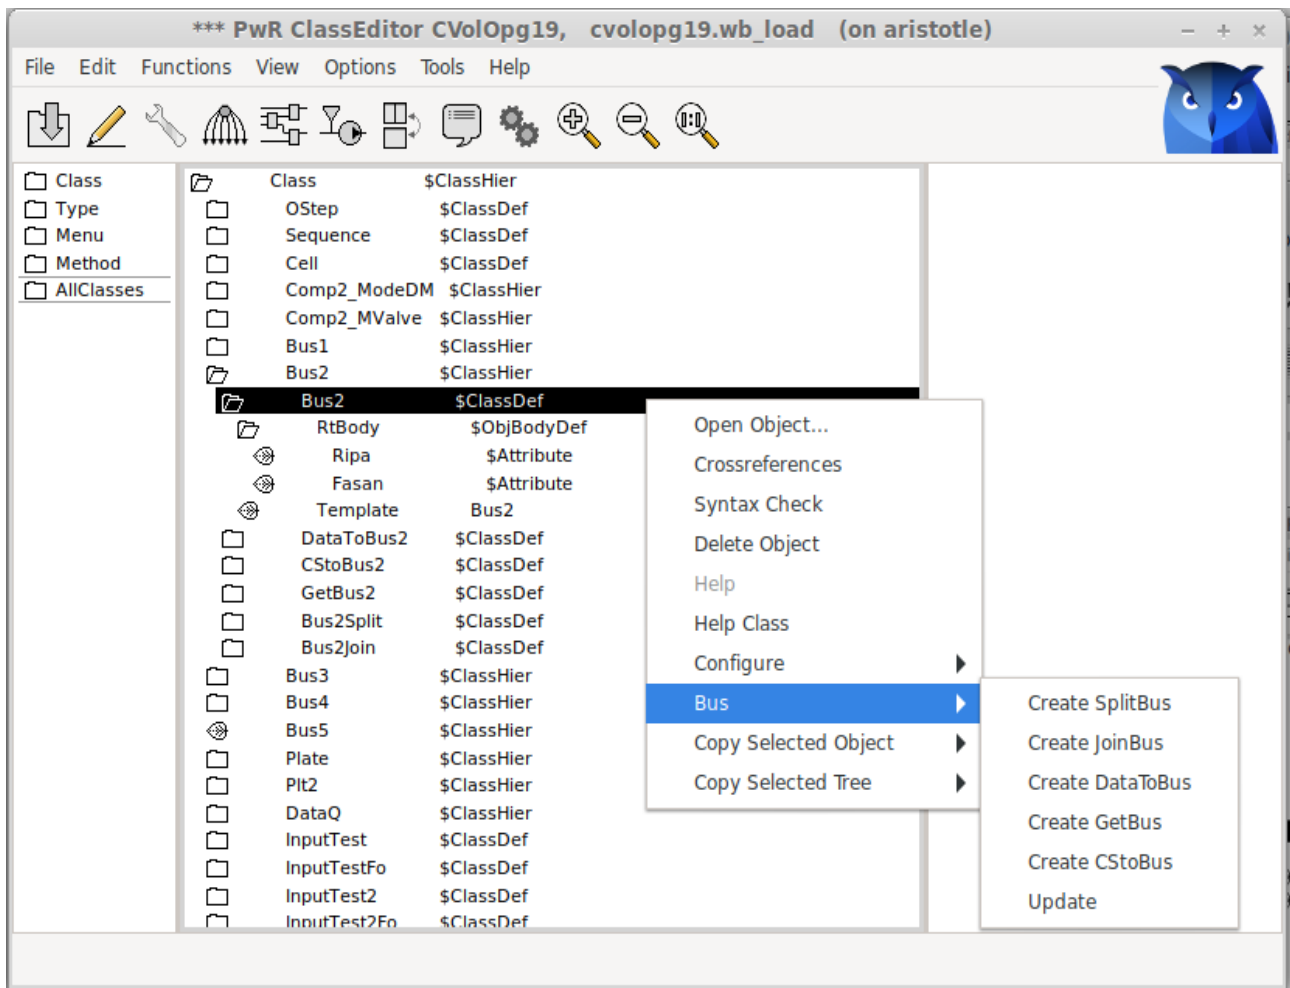 *** PwR ClassEditor CVolOpg19, cvolopg19.wb_load (on aristotle)
File Edit Functions View Options Tools Help
Class
Type
Menu
Method
AllClasses
Class $ClassHier
OStep $ClassDef
Sequence $ClassDef
Cell $ClassDef
Comp2_ModeDM $ClassHier
Comp2_MValve $ClassHier
Bus1 $ClassHier
Bus2 $ClassHier
Bus2 $ClassDef
RtBody $ObjBodyDef
Ripa $Attribute
Fasan $Attribute
Template Bus2
DataToBus2 $ClassDef
CStoBus2 $ClassDef
GetBus2 $ClassDef
Bus2Split $ClassDef
Bus2Join $ClassDef
Bus3 $ClassHier
Bus4 $ClassHier
Bus5 $ClassHier
Plate $ClassHier
Plt2 $ClassHier
DataQ $ClassHier
InputTest $ClassDef
InputTestFo $ClassDef
InputTest2 $ClassDef
InputTest2Fo $ClassDef
Open Object...
Crossreferences
Syntax Check
Delete Object
Help
Help Class
Configure
Bus
Copy Selected Object
Copy Selected Tree
Create SplitBus
Create JoinBus
Create DataToBus
Create GetBus
Create CStoBus
Update